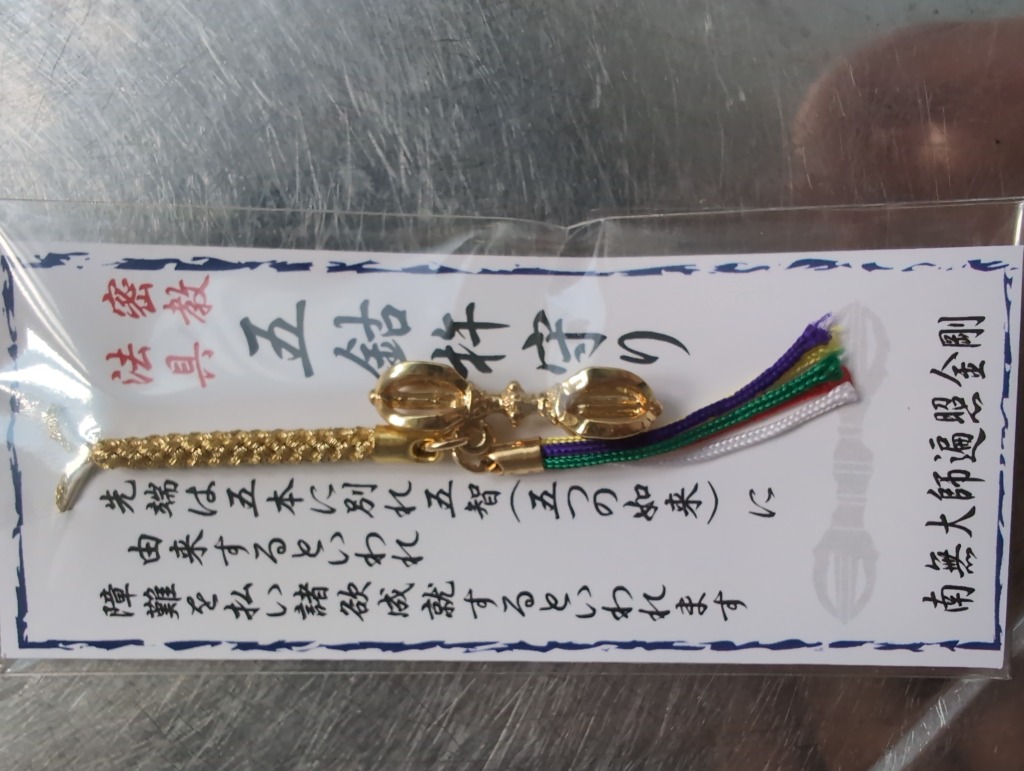 密教
法具
五鈷杵守り
先端は五本に別れ五智(五つの如来)に
由来するといわれ
障難を払い諸欲成就するといわれます
南無大師遍照金剛